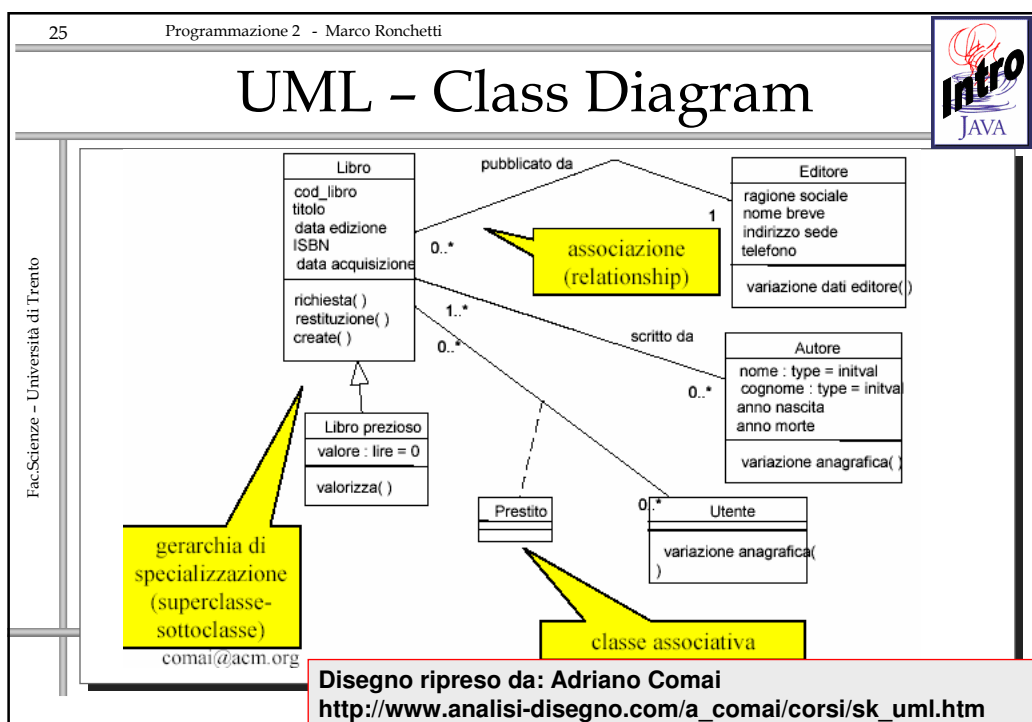 25
Programmazione 2 - Marco Ronchetti
Intro
JAVA
UML – Class Diagram
Fac.Scienze – Università di Trento
Libro
cod_libro
titolo
data edizione
ISBN
data acquisizione
richiesta( )
restituzione( )
create( )
pubblicato da
0..*
1
Editore
ragione sociale
nome breve
indirizzo sede
telefono
variazione dati editore( )
associazione
(relationship)
1..*
scritto da
0..*
Autore
nome : type = initval
cognome : type = initval
anno nascita
anno morte
variazione anagrafica( )
0..*
0..*
Libro prezioso
valore : lire = 0
valorizza( )
_ Prestito
Utente
variazione anagrafica(
)
gerarchia di
specializzazione
(superclasse-
sottoclasse)
classe associativa
comai@acm.org
Disegno ripreso da: Adriano Comai
http://www.analisi-disegno.com/a_comai/corsi/sk_uml.htm